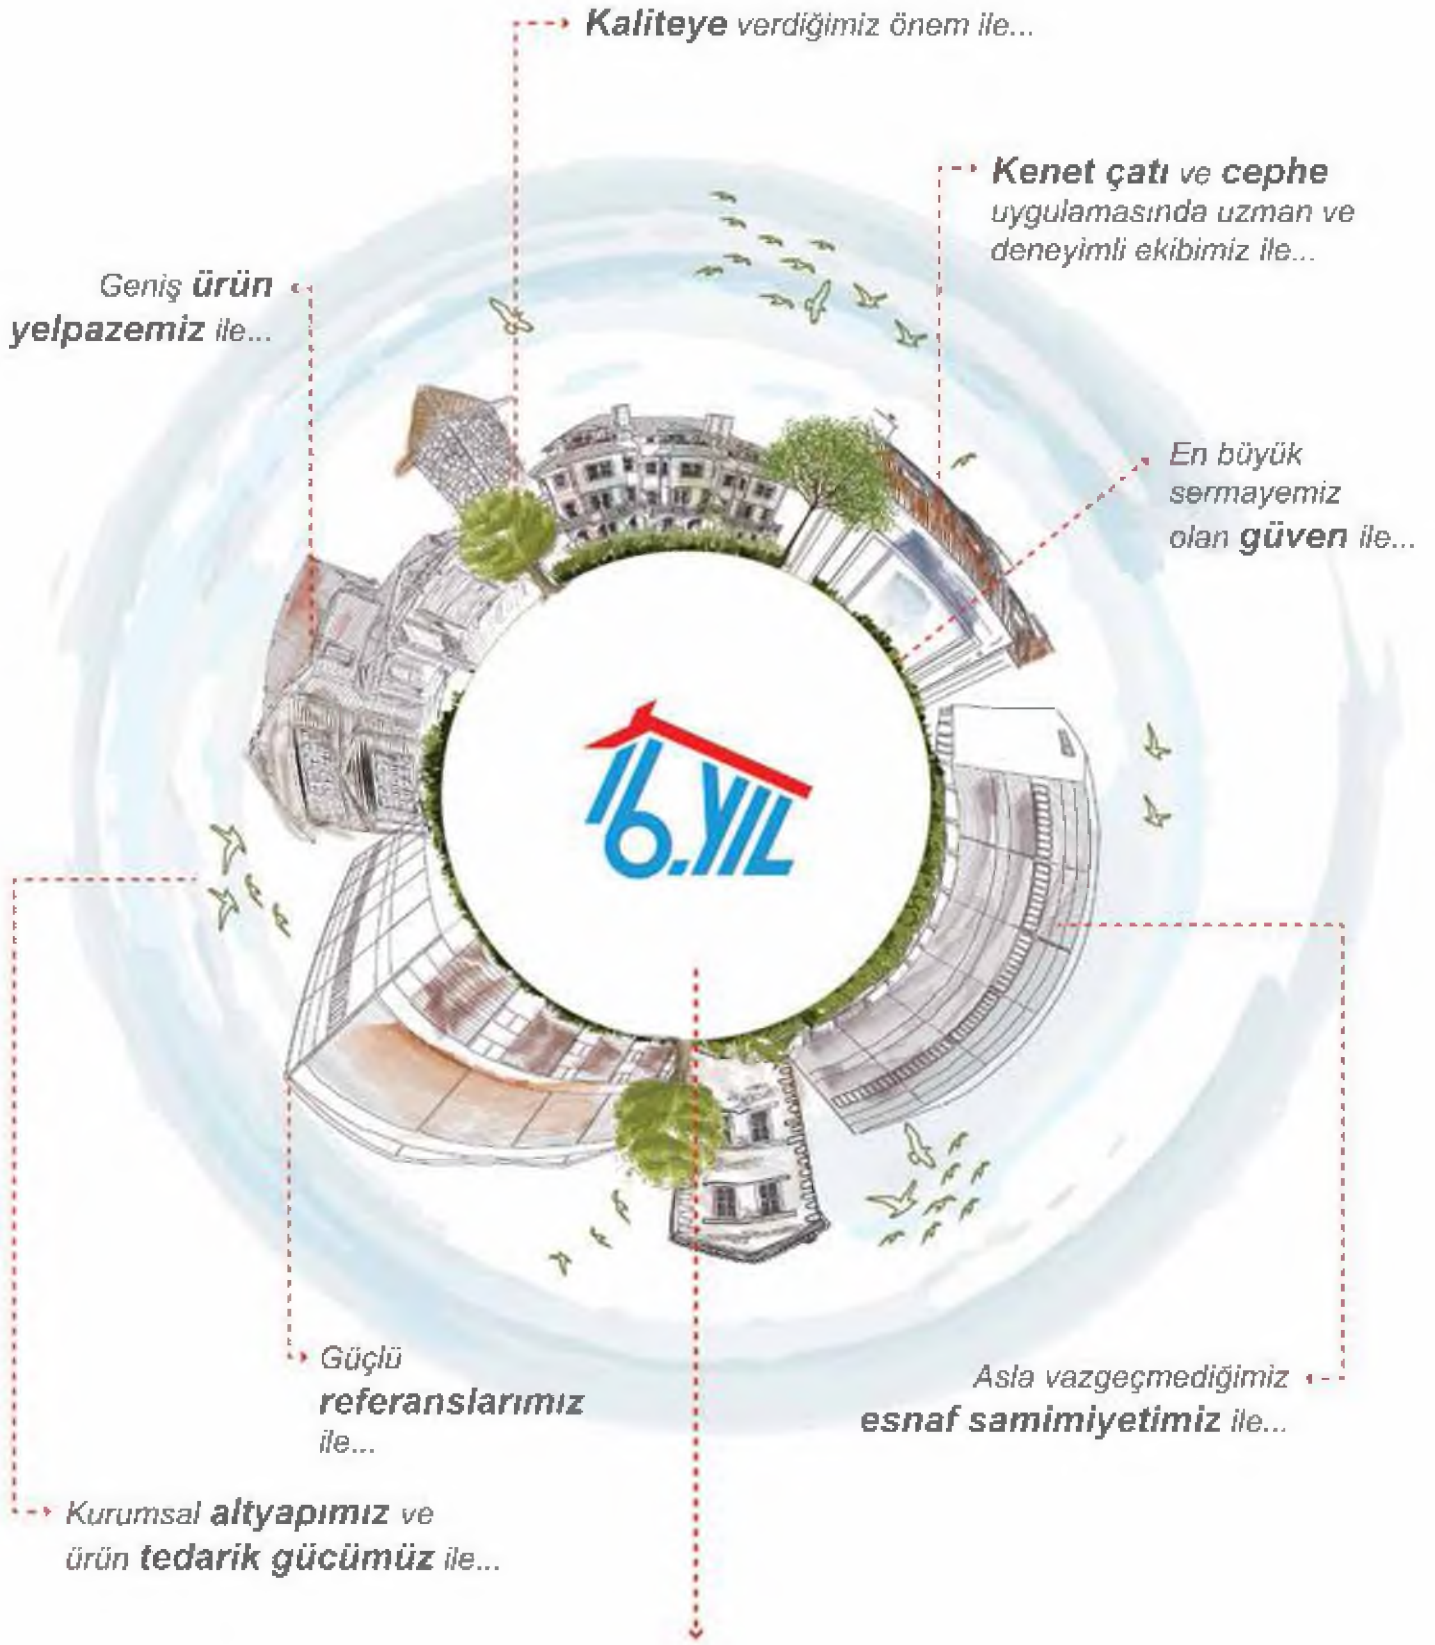 Kaliteye verdiğimiz önem ile...
Kenet çatı ve cephe
uygulamasında uzman ve
deneyimli ekibimiz ile...
Geniş ürün
yelpazemiz ile...
En büyük
sermayemiz
olan güven ile...
16.YIL
Güçlü
referanslarımız
ile...
Asla vazgeçmediğimiz
esnaf samimiyetimiz ile...
Kurumsal altyapımız ve
ürün tedarik gücümüz ile...